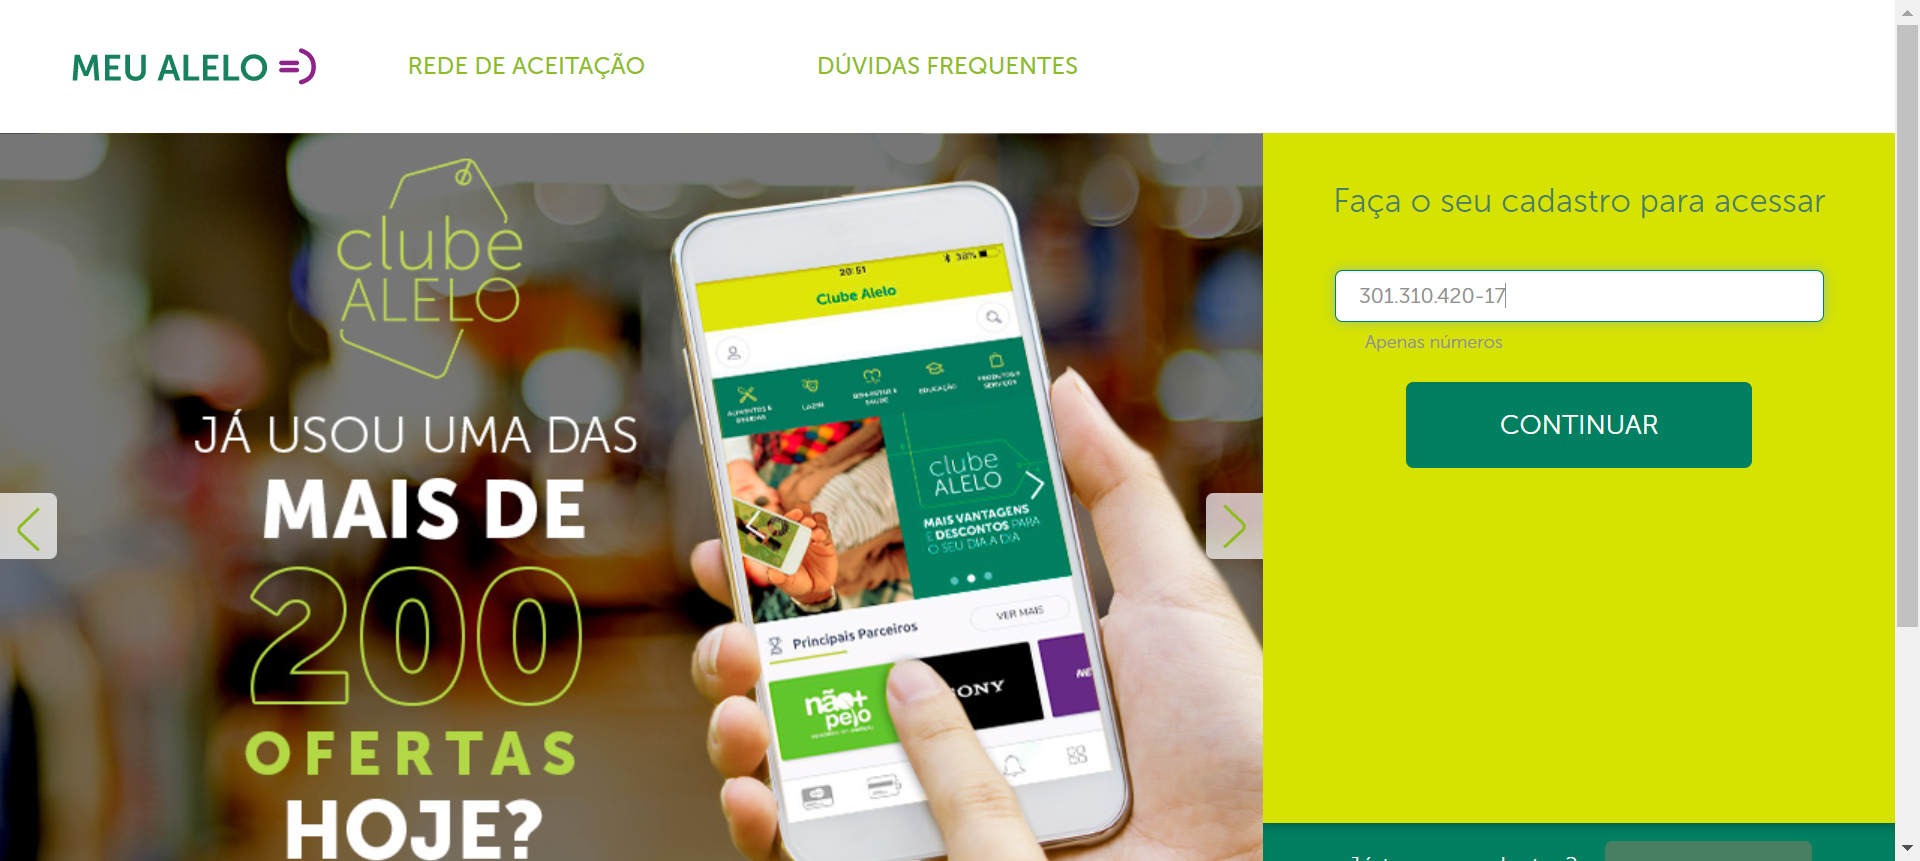 MEU ALELO =)
REDE DE ACEITAÇÃO
DÚVIDAS FREQUENTES
clube
ALELO
JÁ USOU UMA DAS
MAIS DE
200
OFERTAS
HOJE?
20:51
38%
Clube Alelo
ALIMENTOS E
BEBIDAS
LAZER
BEM-ESTAR E
SAÚDE
EDUCAÇÃO
PRODUTOS E
SERVIÇOS
clube
ALELO
MAIS VANTAGENS
E DESCONTOS PARA
O SEU DIA A DIA
Principais Parceiros
VER MAIS
não+
pelo
SONY
Faça o seu cadastro para acessar
301.310.420-17
Apenas números
CONTINUAR